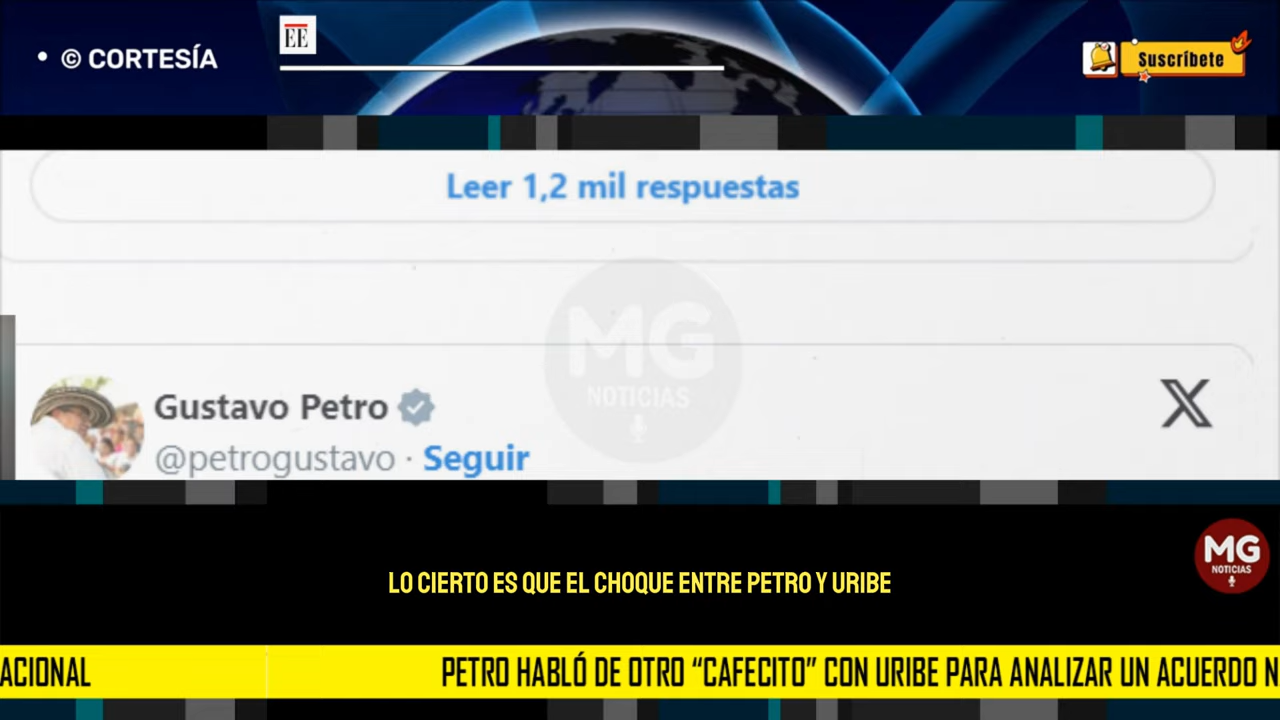 • © CORTESÍA
EE
Suscríbete
Leer 1,2 mil respuestas
MG
NOTICIAS
Gustavo Petro
@petrogustavo · Seguir
X
MG
NOTICIAS
LO CIERTO ES QUE EL CHOQUE ENTRE PETRO Y URIBE
ACIONAL
PETRO HABLÓ DE OTRO “CAFECITO” CON URIBE PARA ANALIZAR UN ACUERDO N